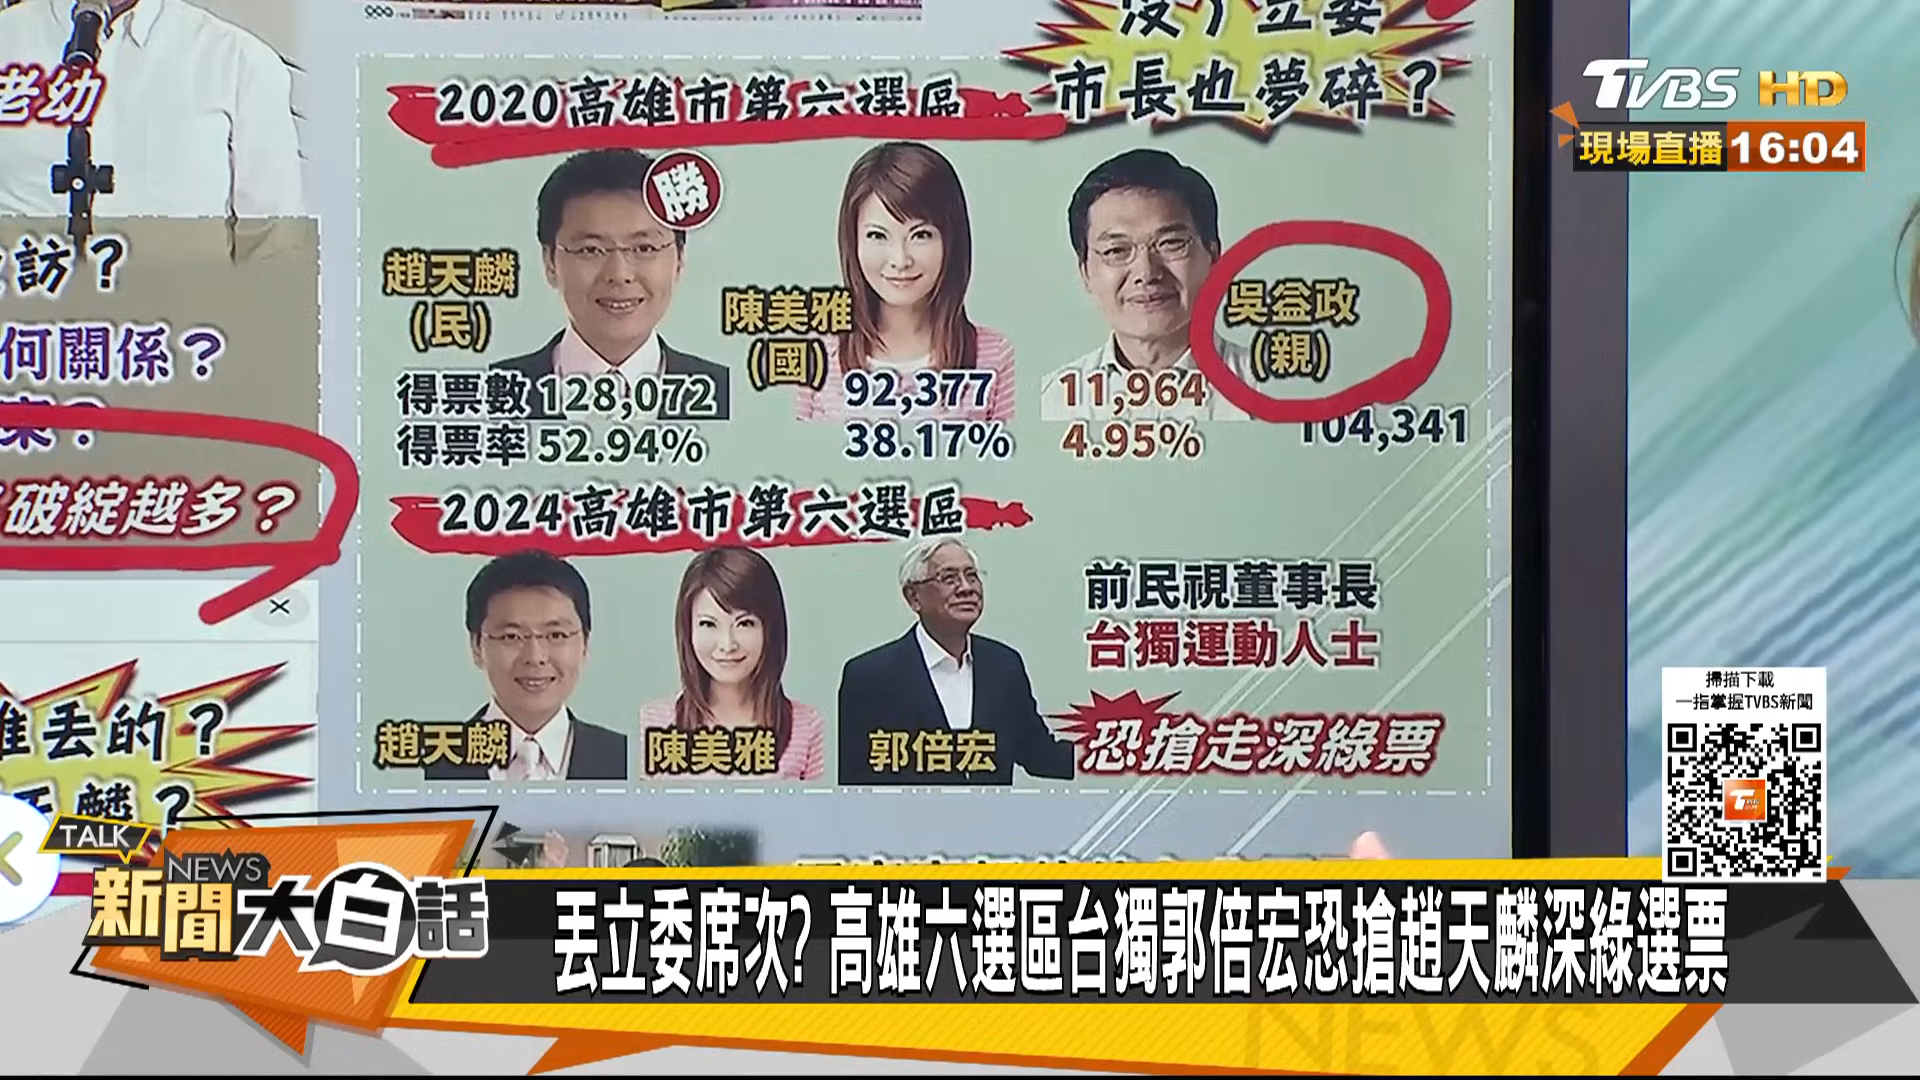 沒了立委
市長也夢碎？
TVBS HD
現場直播 16:04
老幼
訪？
何關係？
破綻越多？
丟的？
2020高雄市第六選區
勝
趙天麟
(民)
陳美雅
(國)
吳益政
(親)
得票數 128,072
92,377
11,964
104,341
得票率 52.94%
38.17%
4.95%
2024高雄市第六選區
前民視董事長
台獨運動人士
恐搶走深綠票
趙天麟
陳美雅
郭倍宏
掃描下載
一指掌握TVBS新聞
TALK
NEWS
新聞大白話
丟立委席次? 高雄六選區台獨郭倍宏恐搶趙天麟深綠選票
NEWS